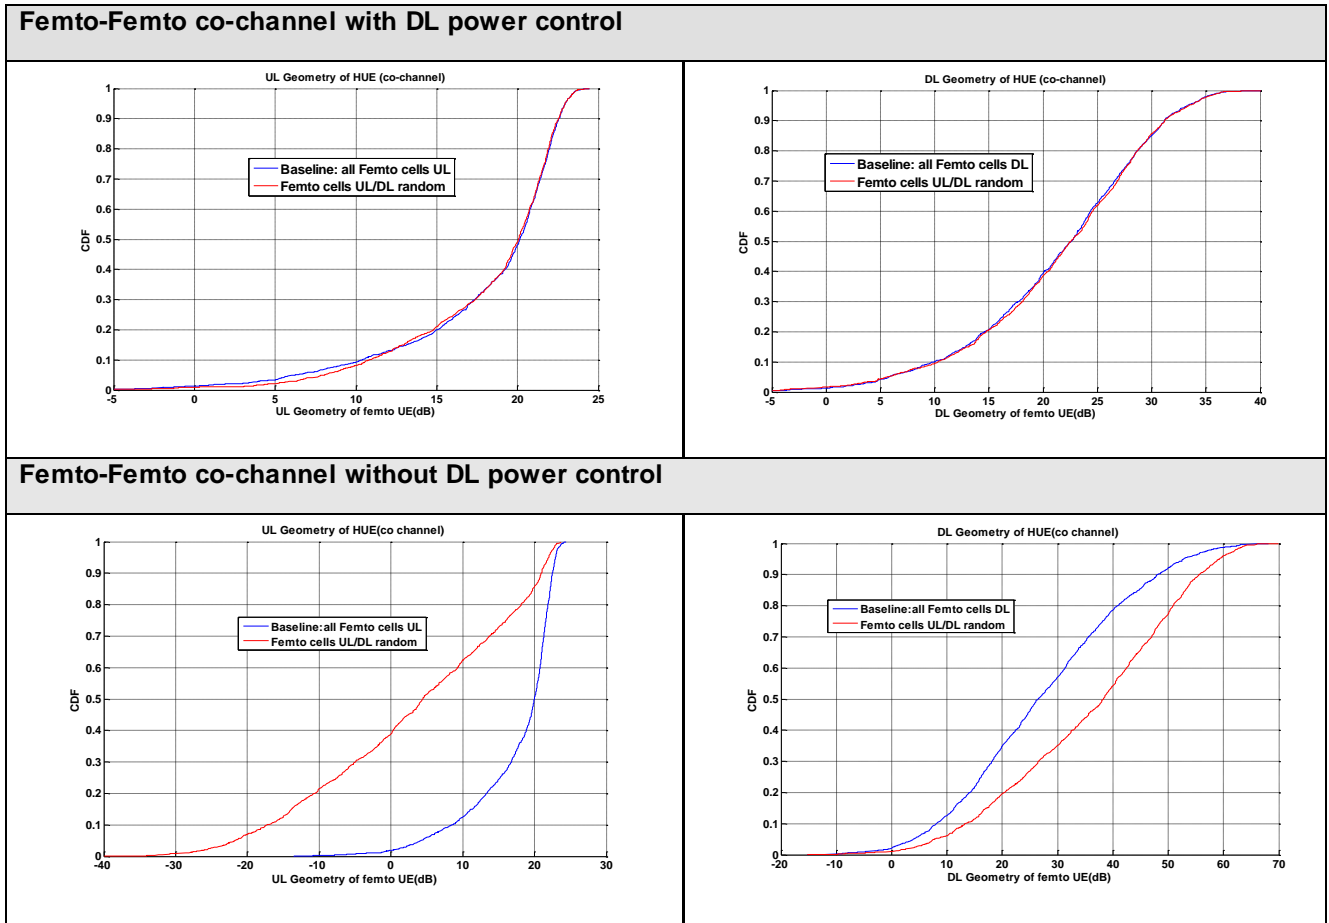 Femto-Femto co-channel with DL power control
UL Geometry of HUE (co-channel)
1
0.9
0.8
0.7
0.6
0.5
0.4
0.3
0.2
0.1
0
CDF
Baseline: all Femto cells UL
Femto cells UL/DL random
-5 0 5 10 15 20 25
UL Geometry of femto UE(dB)
DL Geometry of HUE (co-channel)
1
0.9
0.8
0.7
0.6
0.5
0.4
0.3
0.2
0.1
0
CDF
Baseline: all Femto cells DL
Femto cells UL/DL random
-5 0 5 10 15 20 25 30 35 40
DL Geometry of femto UE(dB)
Femto-Femto co-channel without DL power control
UL Geometry of HUE(co channel)
1
0.9
0.8
0.7
0.6
0.5
0.4
0.3
0.2
0.1
0
CDF
Baseline:all Femto cells UL
Femto cells UL/DL random
-40 -30 -20 -10 0 10 20 30
UL Geometry of femto UE(dB)
DL Geometry of HUE(co channel)
1
0.9
0.8
0.7
0.6
0.5
0.4
0.3
0.2
0.1
0
CDF
Baseline:all Femto cells DL
Femto cells UL/DL random
-20 -10 0 10 20 30 40 50 60 70
DL Geometry of femto UE(dB)